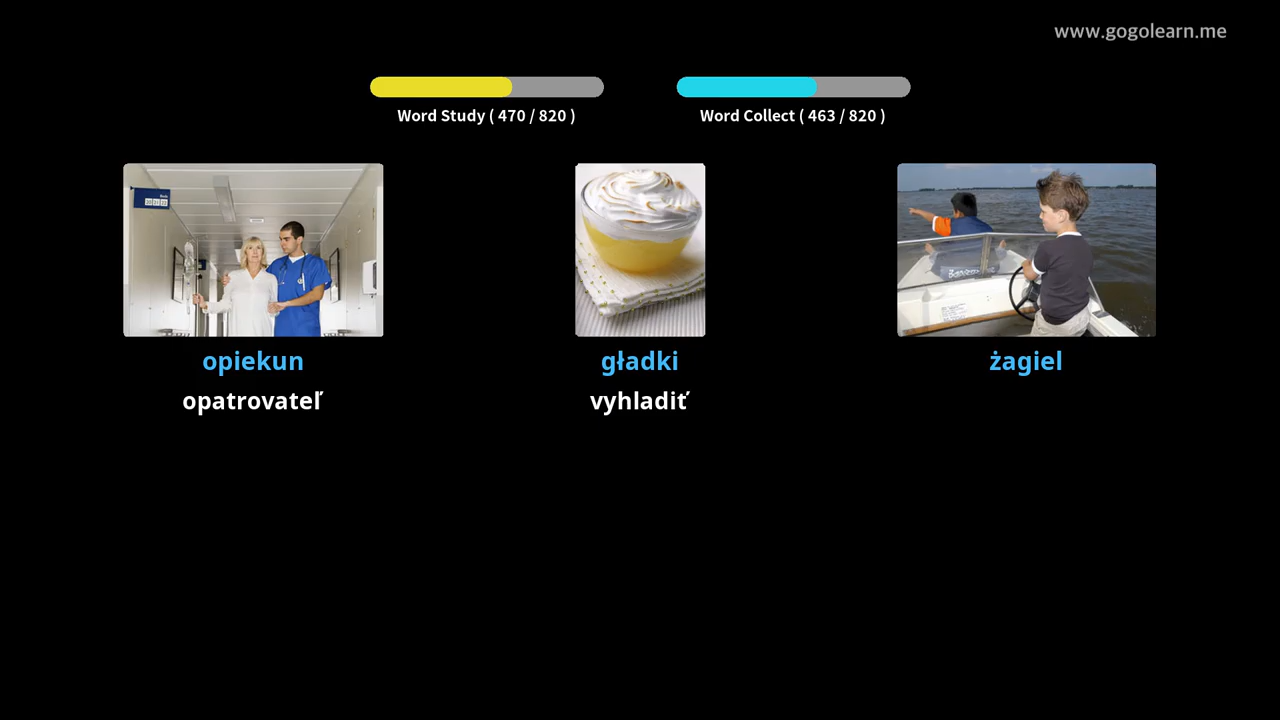 www.gogolearn.me
Word Study ( 470 / 820 )
Word Collect ( 463 / 820 )
opiekun
gładki
żagiel
opatrovateľ
vyhladiť